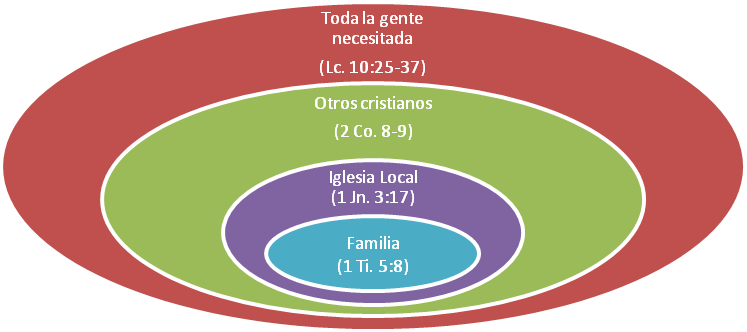 Toda la gente
necesitada
(Lc. 10:25-37)
Otros cristianos
(2 Co. 8-9)
Iglesia Local
(1 Jn. 3:17)
Familia
(1 Ti. 5:8)